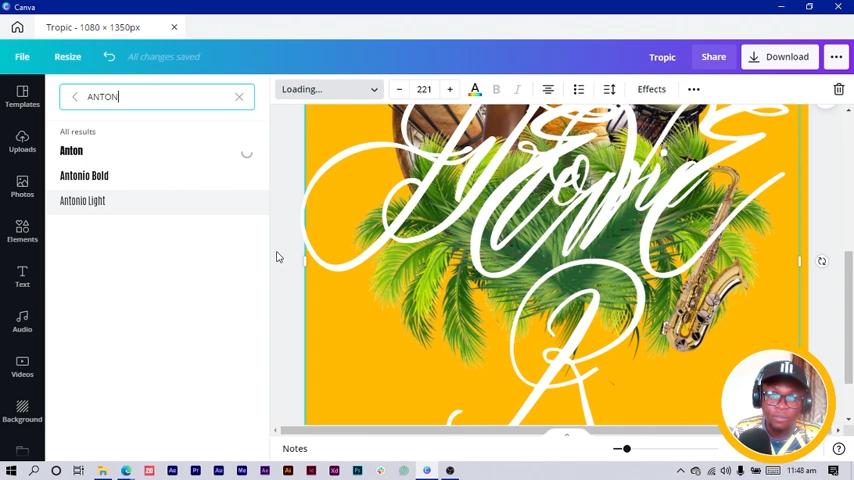 Canva
Tropic - 1080 × 1350px
File
Resize
All changes saved
Tropic
Share
Download
Templates
Uploads
Photos
Elements
Text
Audio
Videos
Background
ANTON
All results
Anton
Antonio Bold
Antonio Light
Loading...
221
A
B
I
Effects
Tropic
Notes
11:48 am